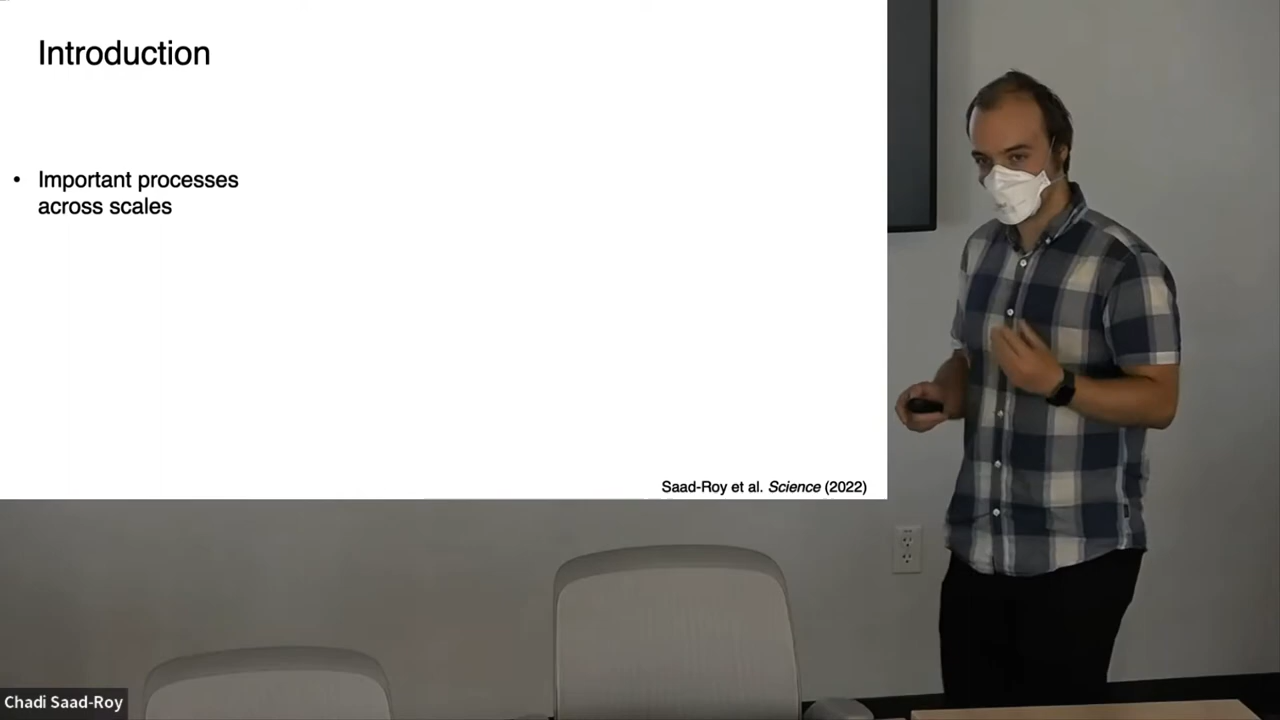 Introduction
• Important processes
across scales
Saad-Roy et al. Science (2022)
Chadi Saad-Roy